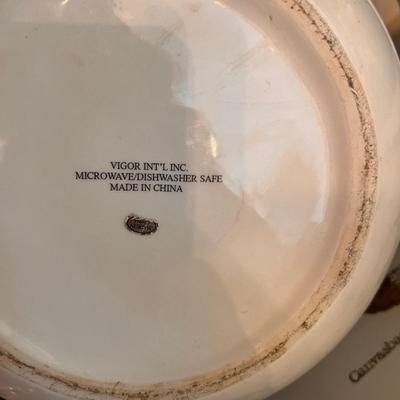 VIGOR INT'L INC.
MICROWAVE/DISHWASHER SAFE
MADE IN CHINA